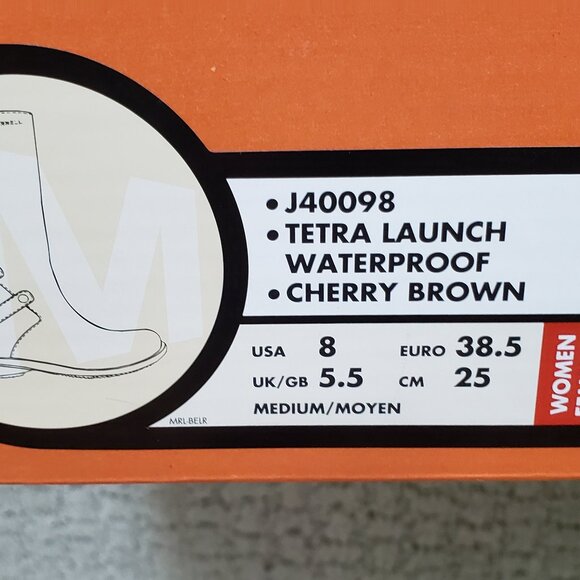 • J40098
• TETRA LAUNCH
WATERPROOF
• CHERRY BROWN
USA 8 EURO 38.5
UK/GB 5.5 CM 25
MEDIUM/MOYEN
WOMEN
MRL-BELR